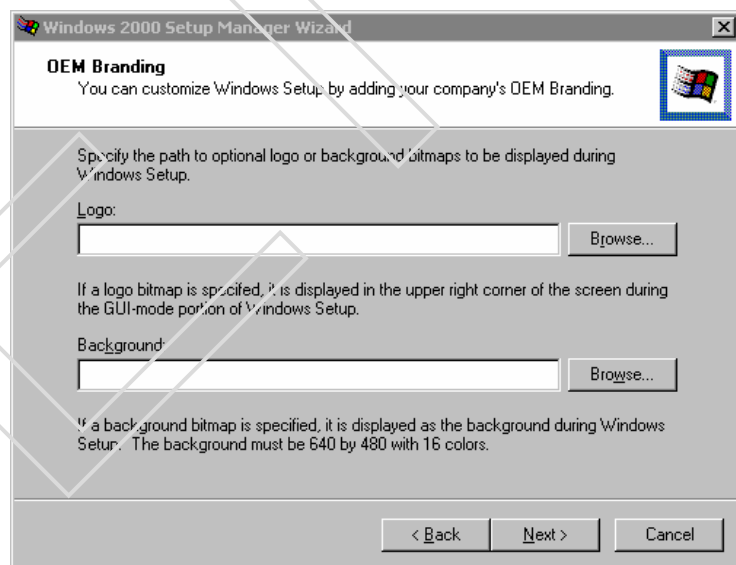 Windows 2000 Setup Manager Wizard
OEM Branding
You can customize Windows Setup by adding your company's OEM Branding.
Specify the path to optional logo or background bitmaps to be displayed during
Windows Setup.
Logo:
Browse...
If a logo bitmap is specifed, it is displayed in the upper right corner of the screen during
the GUI-mode portion of Windows Setup.
Background:
Browse...
If a background bitmap is specified, it is displayed as the background during Windows
Setup. The background must be 640 by 480 with 16 colors.
< Back Next > Cancel